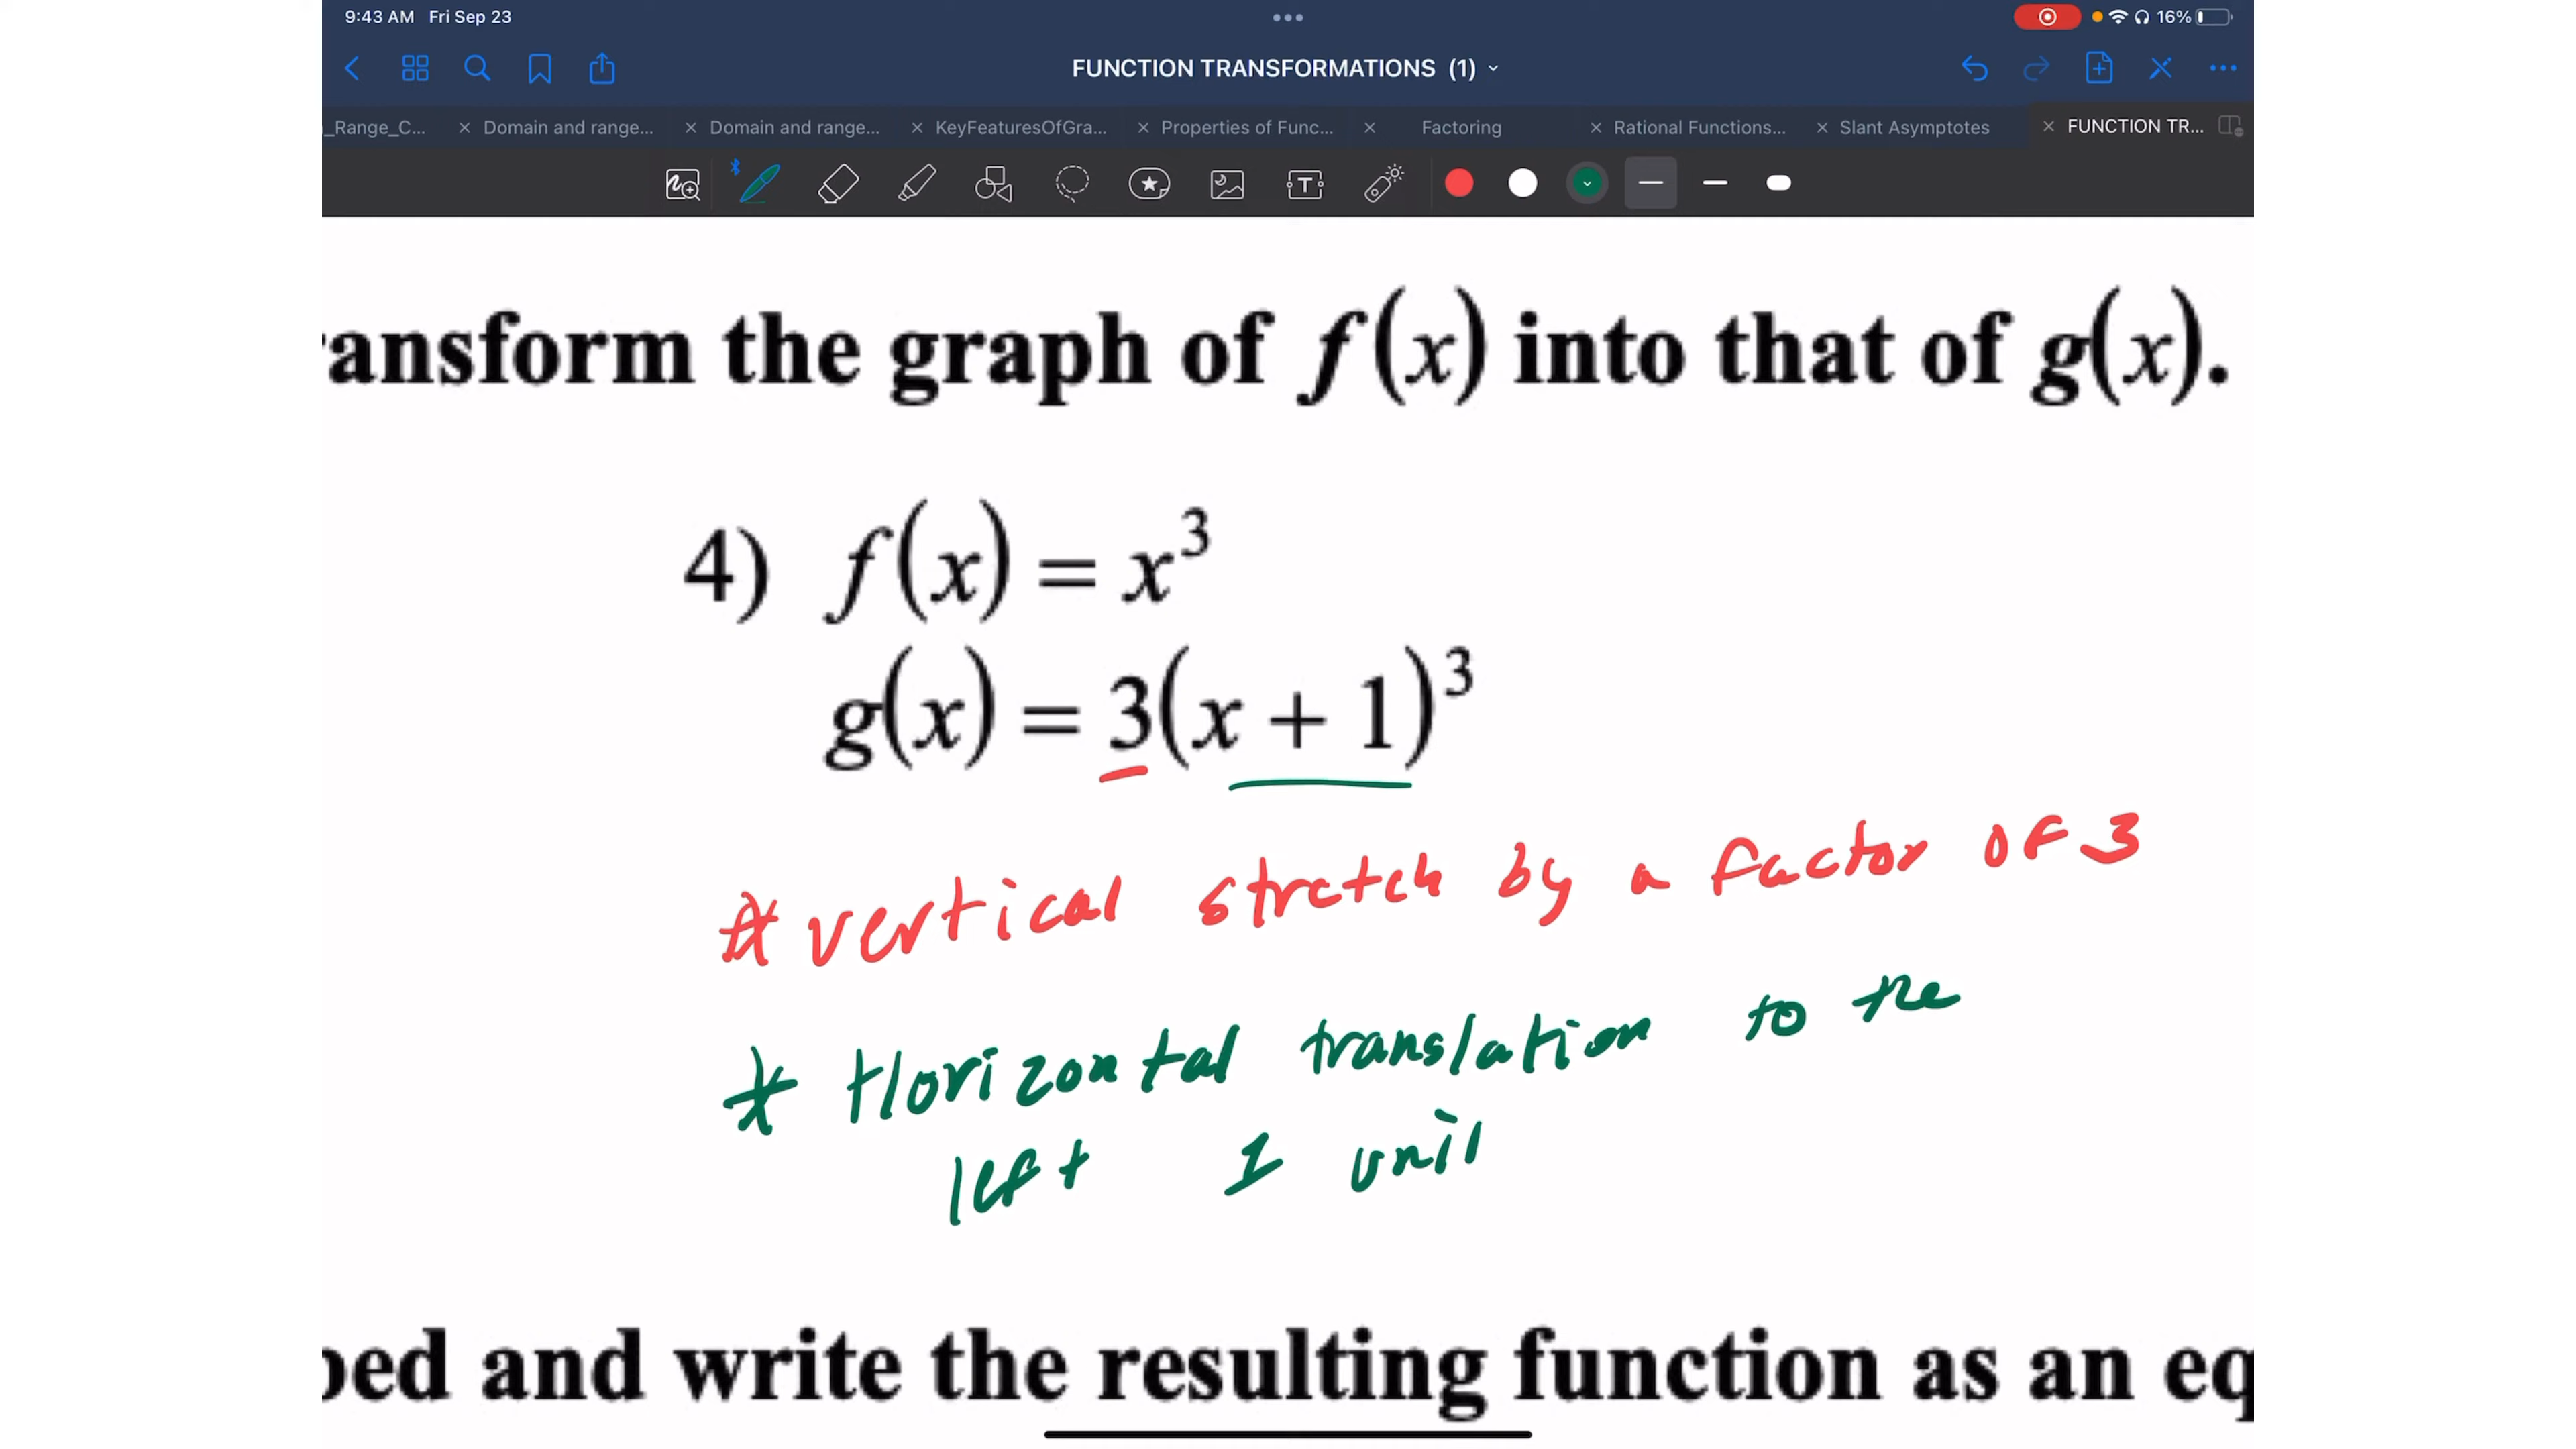 9:43 AM Fri Sep 23 16%
FUNCTION TRANSFORMATIONS (1)
_Range_C... Domain and range... Domain and range... KeyFeaturesOfGra... Properties of Func... Factoring Rational Functions... Slant Asymptotes FUNCTION TR...
ansform the graph of f(x) into that of g(x).
4) f(x) = x³
g(x) = 3(x + 1)³
* vertical stretch by a factor of 3
* Horizontal translation to the
left 1 unit
bed and write the resulting function as an eq